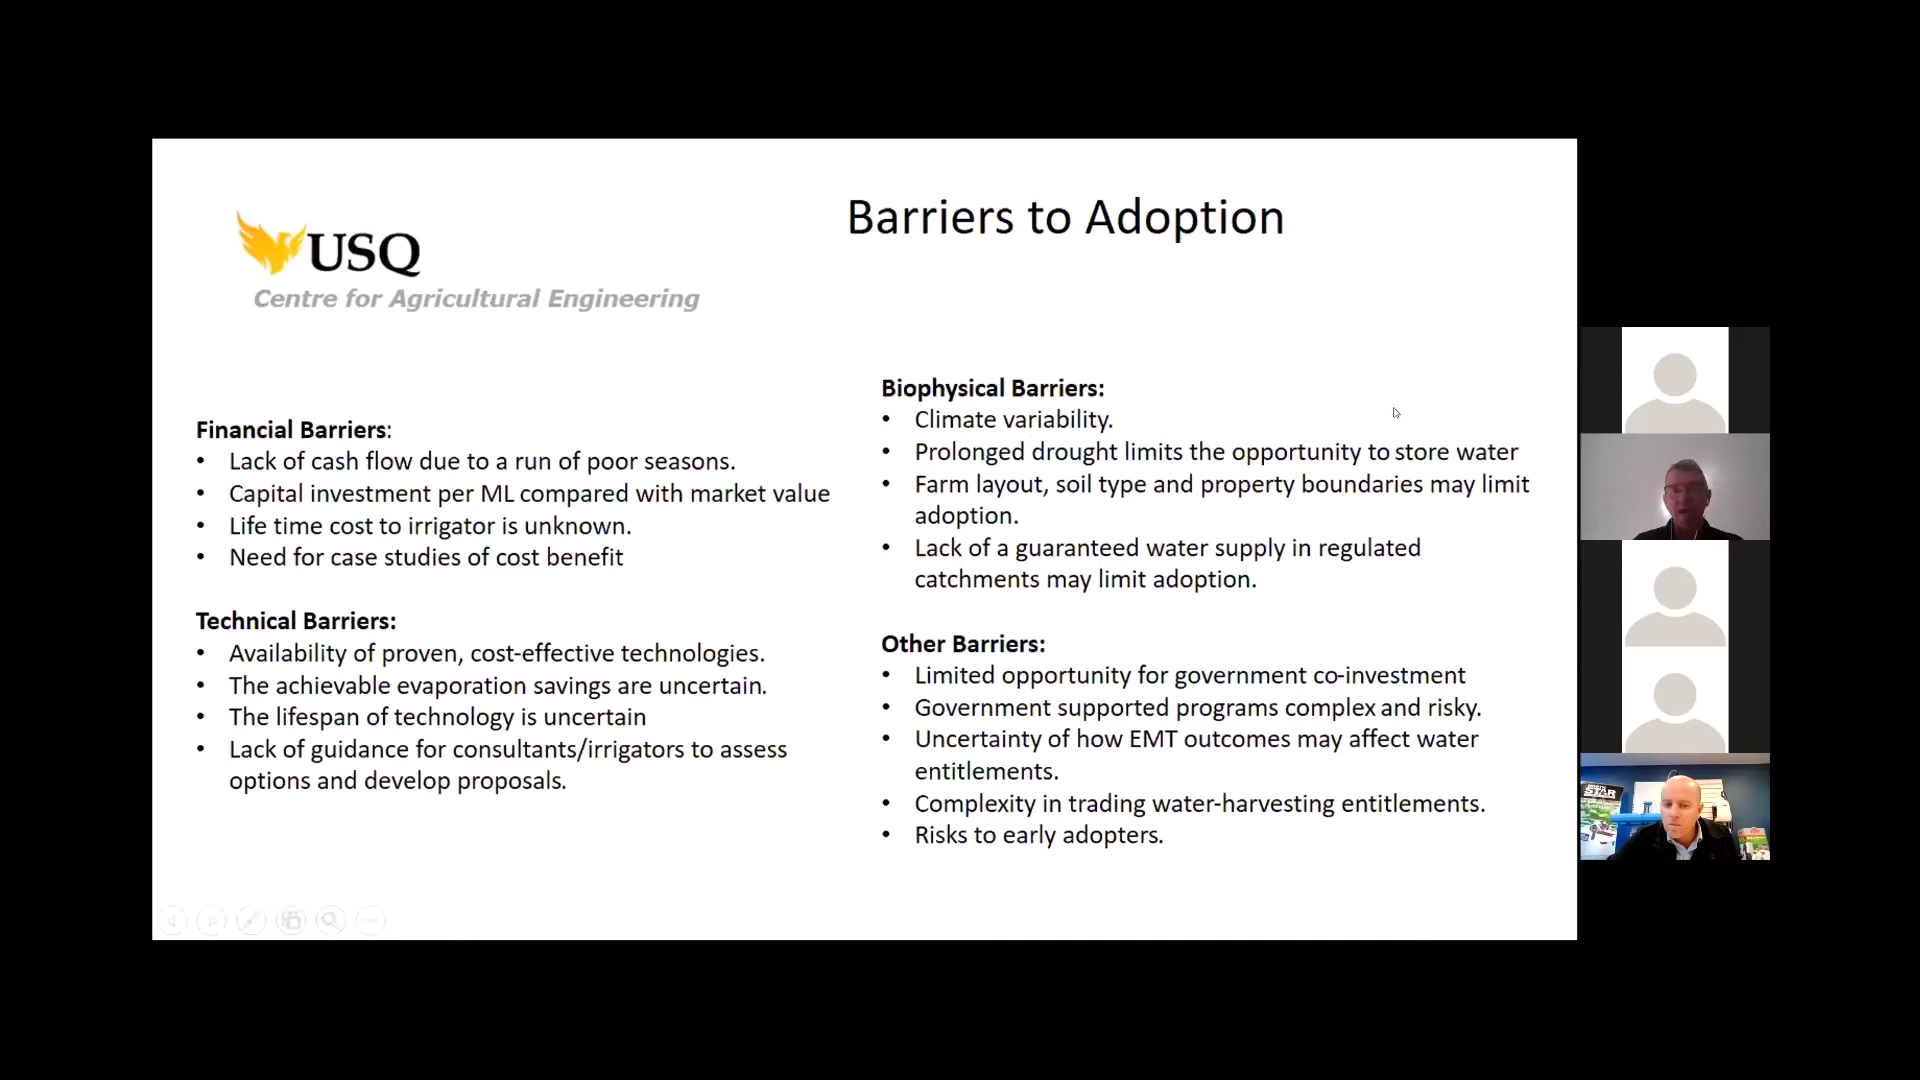 Barriers to Adoption
USQ
Centre for Agricultural Engineering
Financial Barriers:
• Lack of cash flow due to a run of poor seasons.
• Capital investment per ML compared with market value
• Life time cost to irrigator is unknown.
• Need for case studies of cost benefit
Technical Barriers:
• Availability of proven, cost-effective technologies.
• The achievable evaporation savings are uncertain.
• The lifespan of technology is uncertain
• Lack of guidance for consultants/irrigators to assess
options and develop proposals.
Biophysical Barriers:
• Climate variability.
• Prolonged drought limits the opportunity to store water
• Farm layout, soil type and property boundaries may limit
adoption.
• Lack of a guaranteed water supply in regulated
catchments may limit adoption.
Other Barriers:
• Limited opportunity for government co-investment
• Government supported programs complex and risky.
• Uncertainty of how EMT outcomes may affect water
entitlements.
• Complexity in trading water-harvesting entitlements.
• Risks to early adopters.
STAR